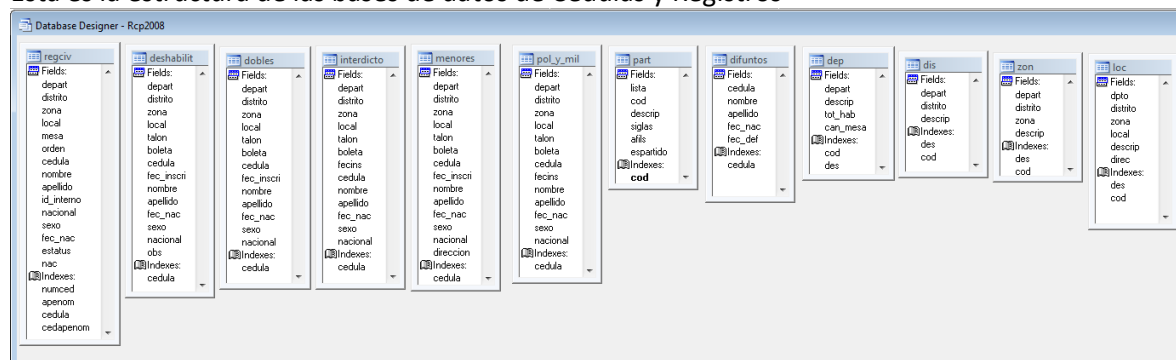 Esta es la estructura de las bases de datos de Cedulas y Registros
Database Designer - Rcp2008
regciv
Fields:
depart
distrito
zona
local
mesa
orden
cedula
nombre
apellido
id_interno
nacional
sexo
fec_nac
estatus
nac
Indexes:
numced
apenom
cedula
cedapenom
deshabilit
Fields:
depart
distrito
zona
local
talon
boleta
cedula
fec_inscri
nombre
apellido
fec_nac
sexo
nacional
obs
Indexes:
cedula
dobles
Fields:
depart
distrito
zona
local
talon
boleta
cedula
fec_inscri
nombre
apellido
fec_nac
sexo
nacional
Indexes:
cedula
interdicto
Fields:
depart
distrito
zona
local
talon
boleta
fecins
cedula
nombre
apellido
fec_nac
sexo
nacional
Indexes:
cedula
menores
Fields:
depart
distrito
zona
local
talon
boleta
cedula
fec_inscri
nombre
apellido
fec_nac
sexo
nacional
direccion
Indexes:
cedula
pol_y_mil
Fields:
depart
distrito
zona
local
talon
boleta
cedula
fecins
nombre
apellido
fec_nac
sexo
nacional
Indexes:
cedula
part
Fields:
lista
cod
descrip
siglas
afils
espartido
Indexes:
cod
difuntos
Fields:
cedula
nombre
apellido
fec_nac
fec_def
Indexes:
cedula
dep
Fields:
depart
descrip
tot_hab
can_mesa
Indexes:
cod
des
dis
Fields:
depart
distrito
descrip
Indexes:
des
cod
zon
Fields:
depart
distrito
zona
descrip
Indexes:
des
cod
loc
Fields:
dpto
distrito
zona
local
descrip
direc
Indexes:
des
cod